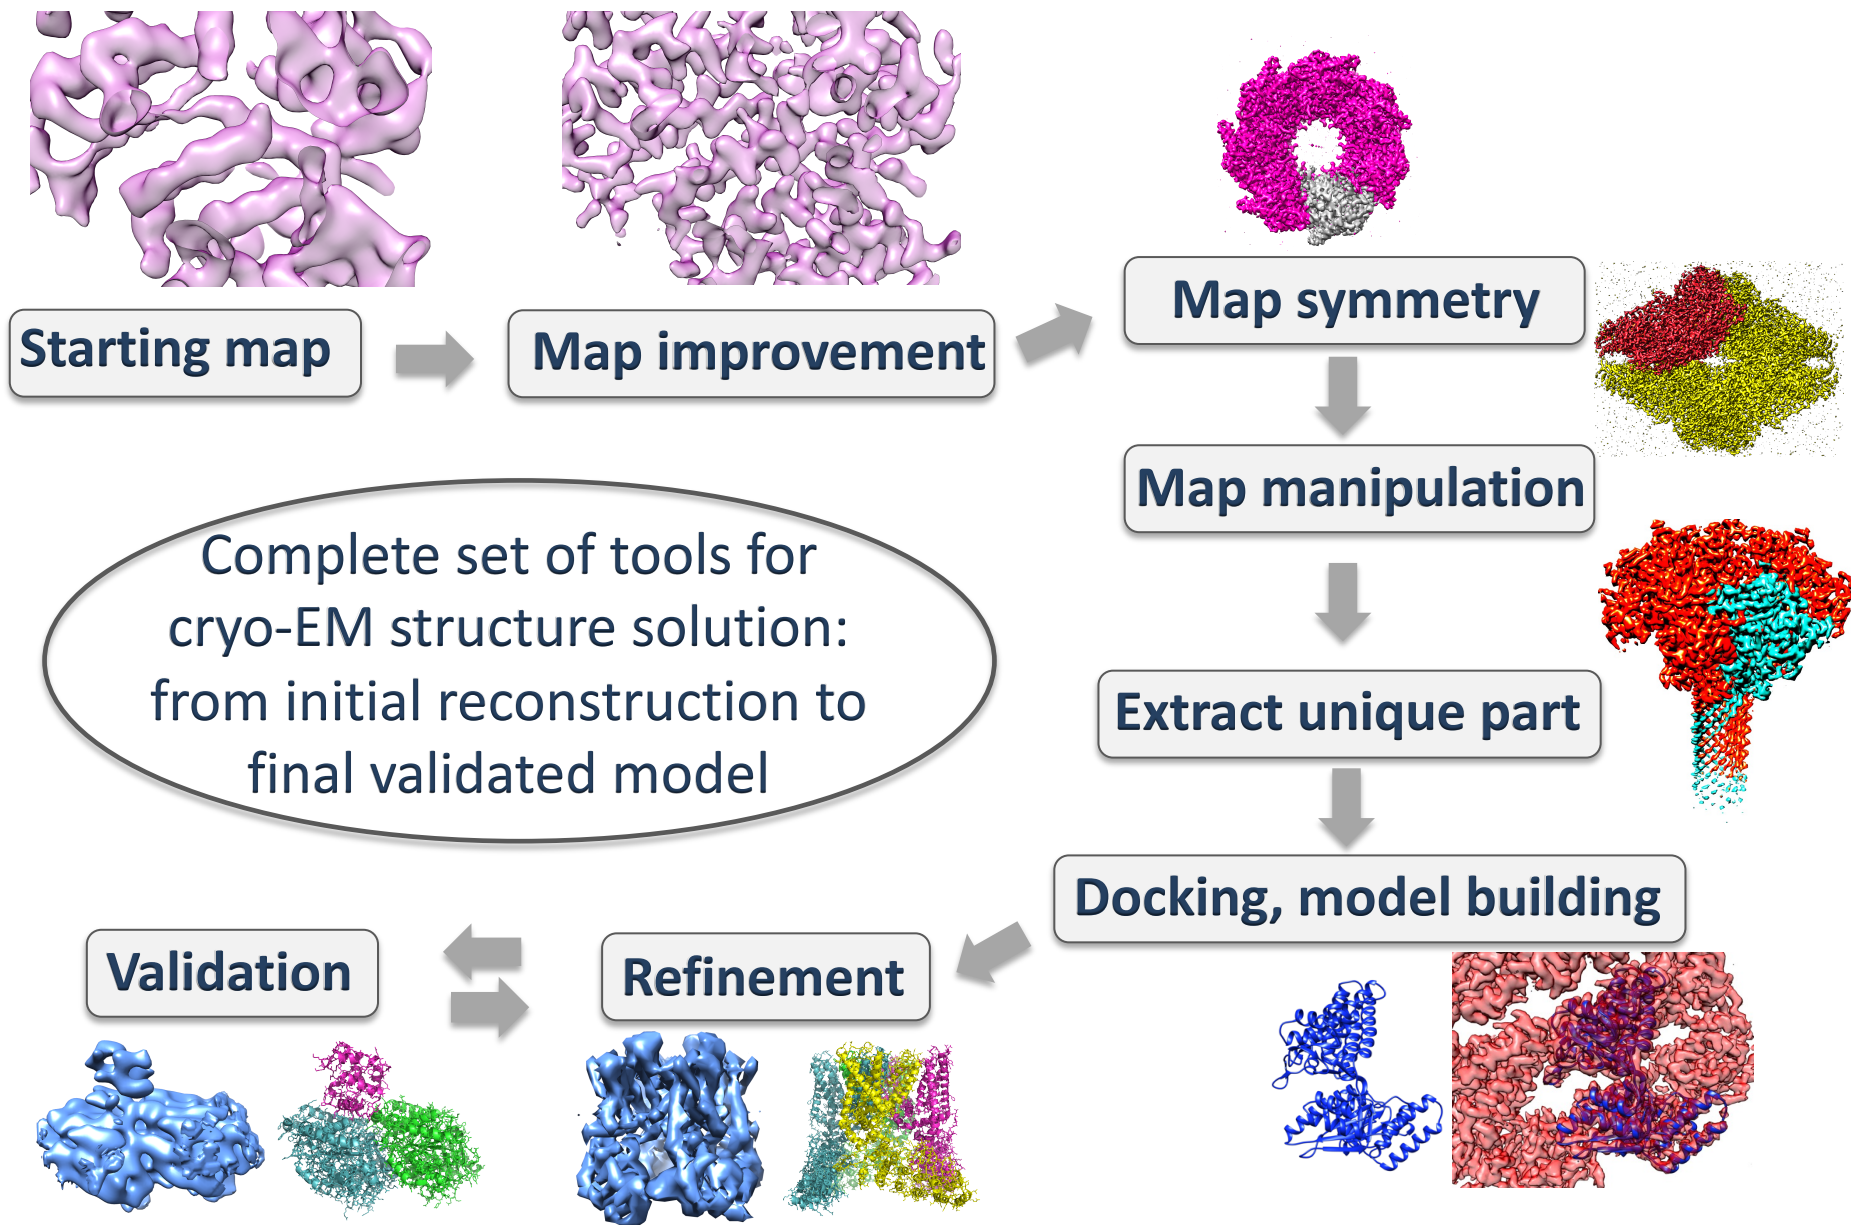 Starting map
Map improvement
Map symmetry
Map manipulation
Extract unique part
Docking, model building
Refinement
Validation
Complete set of tools for
cryo-EM structure solution:
from initial reconstruction to
final validated model